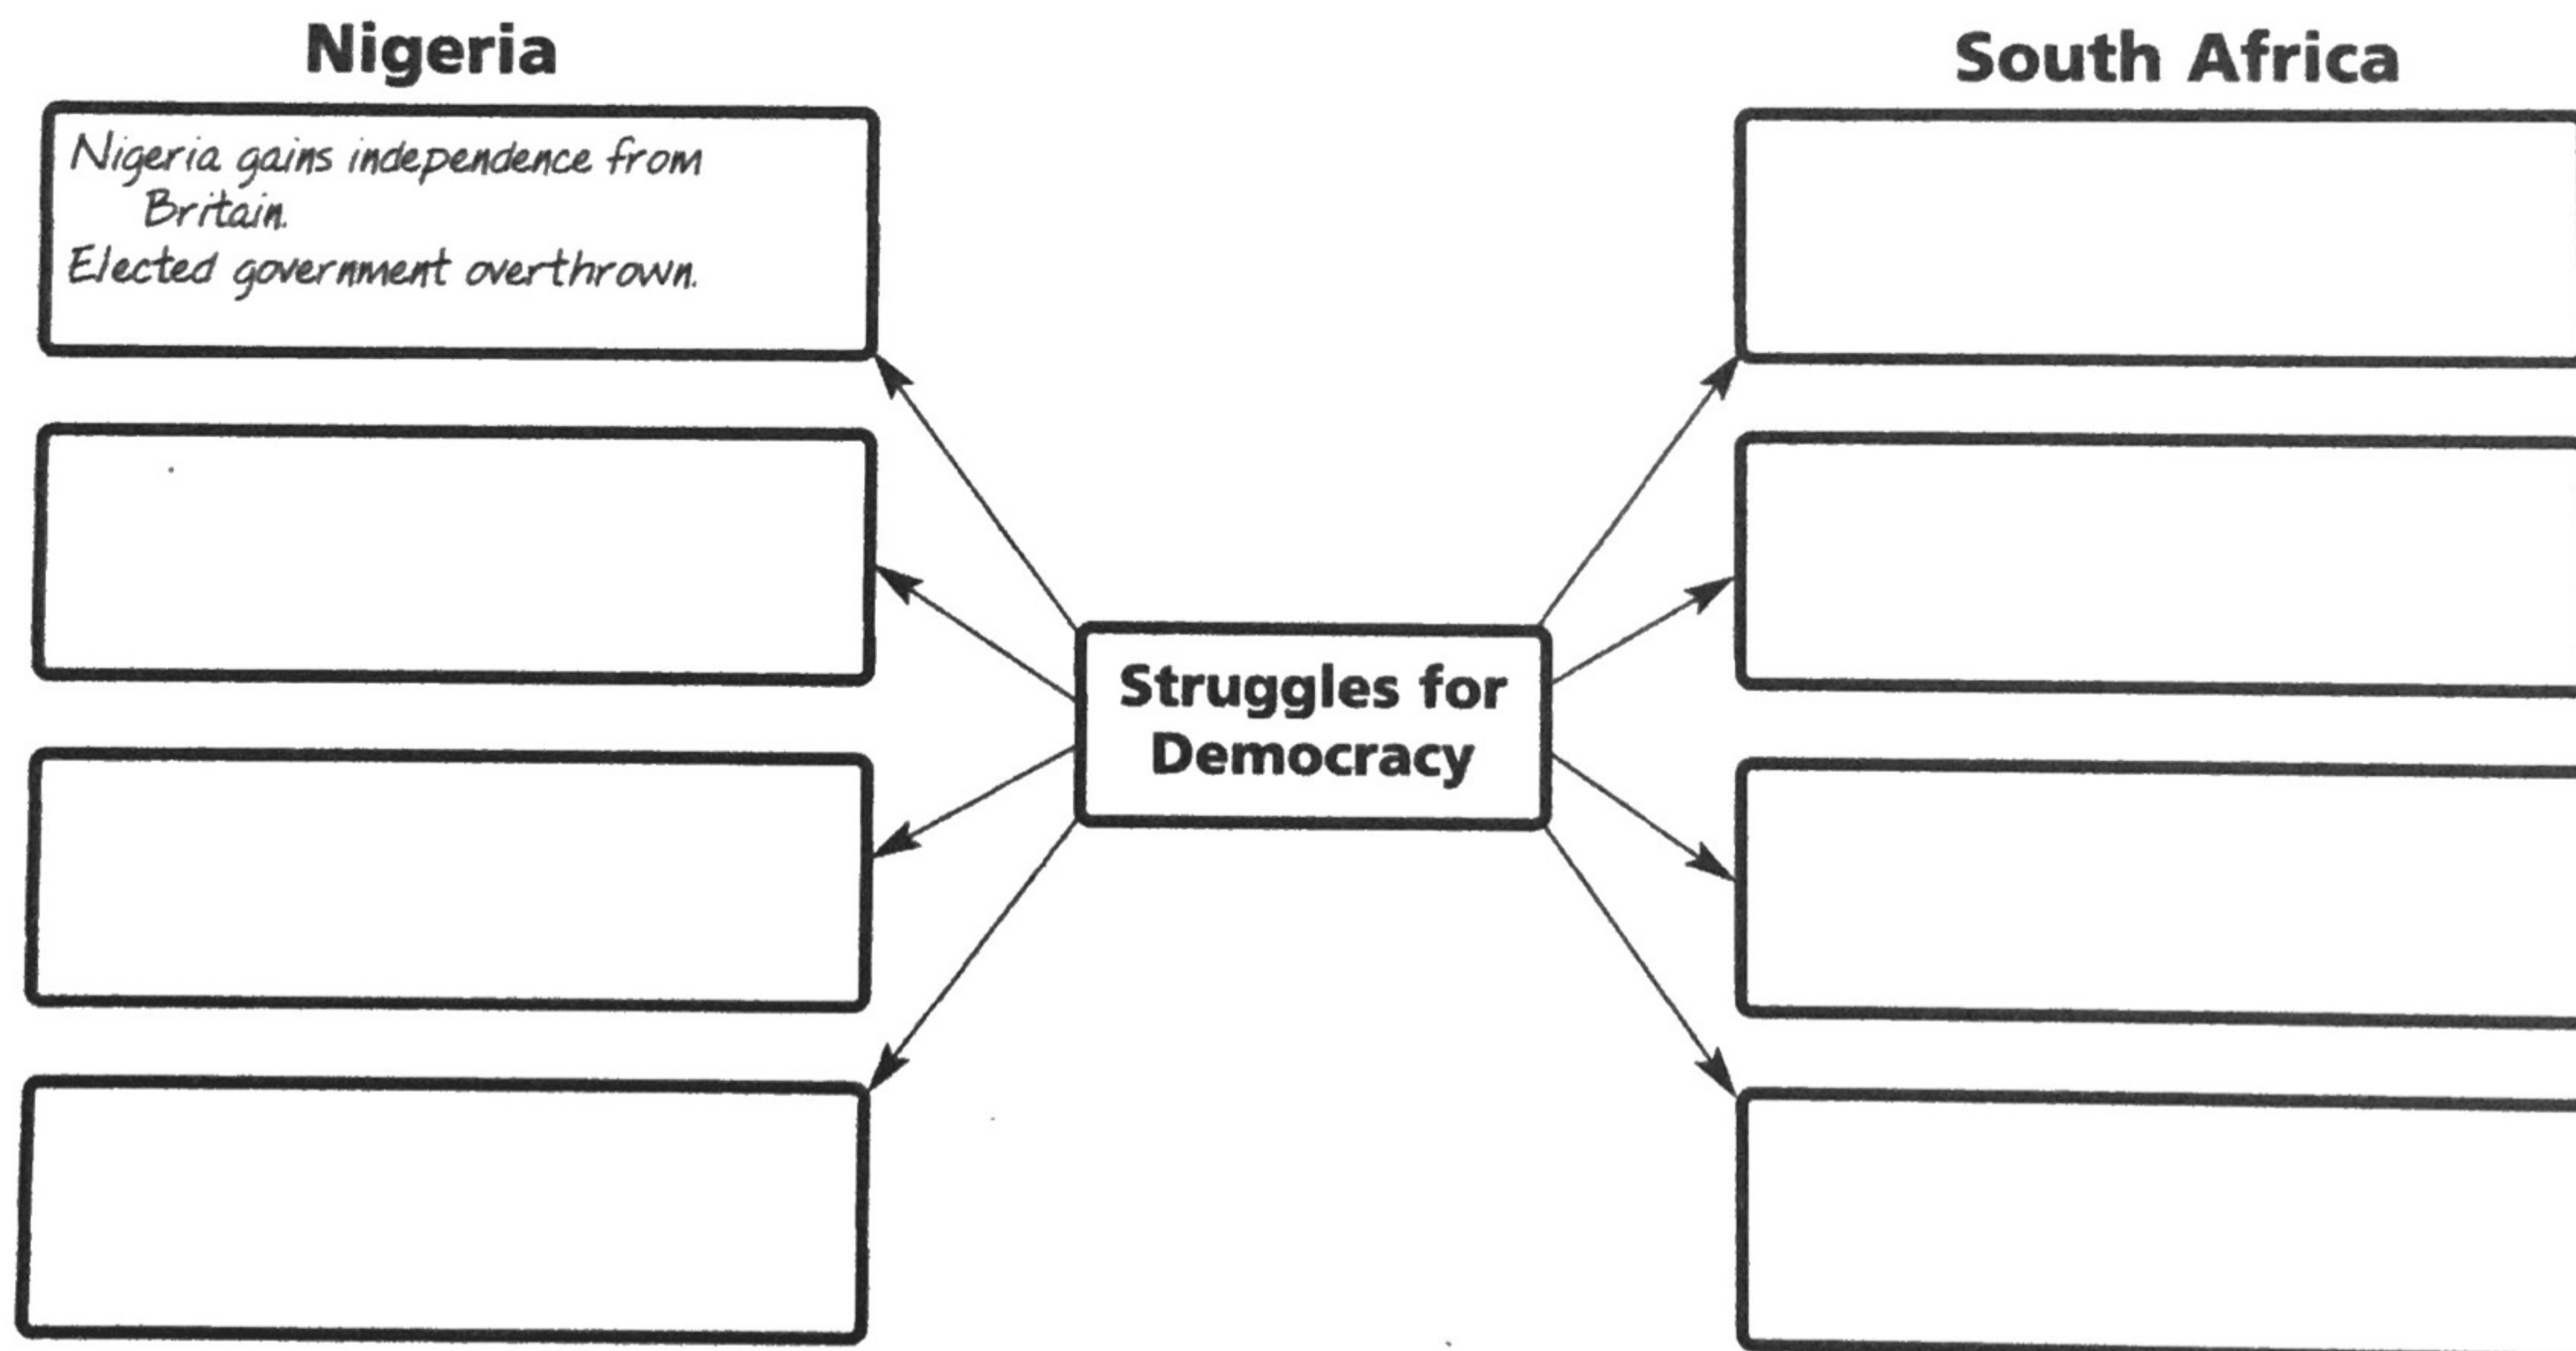 Nigeria
South Africa
Nigeria gains independence from
Britain.
Elected government overthrown.
Struggles for
Democracy